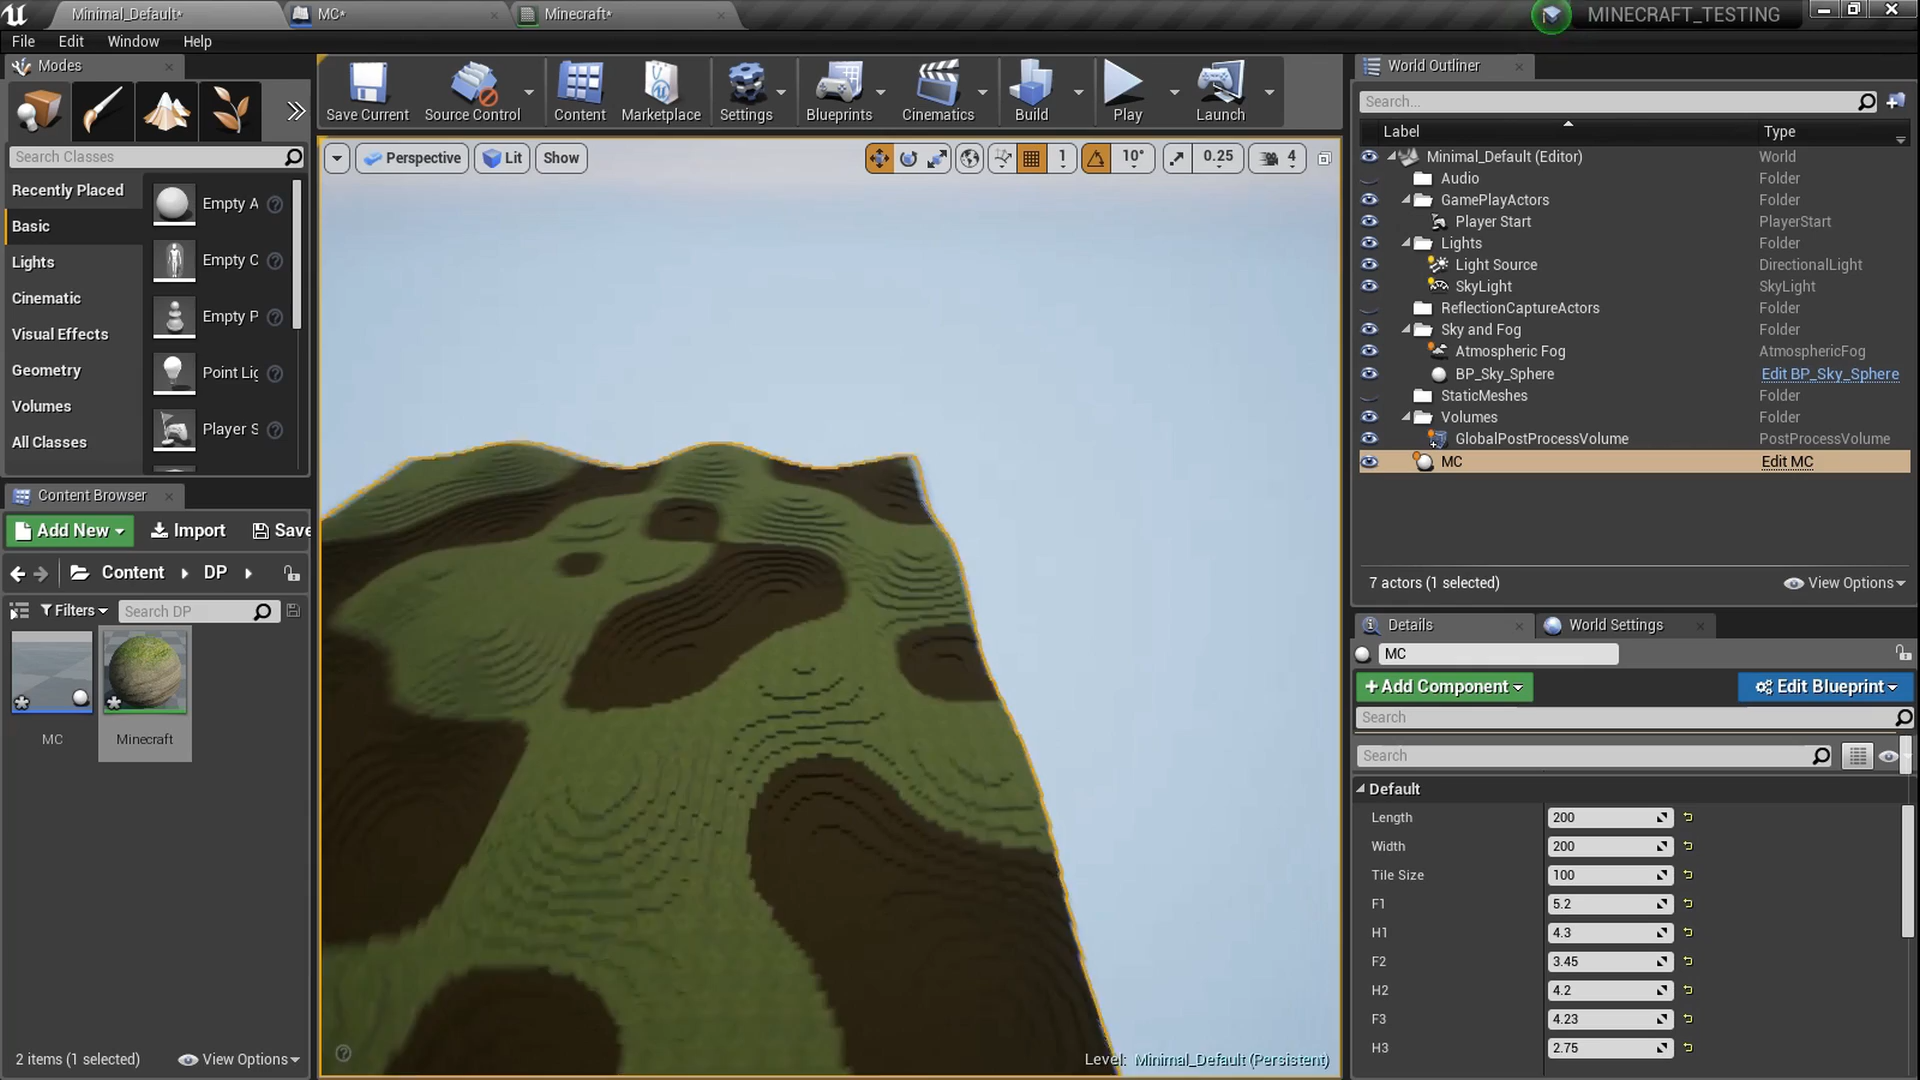 Minimal_Default*
MC*
Minecraft*
MINECRAFT_TESTING
File Edit Window Help
Modes
Search Classes
Recently Placed
Basic
Lights
Cinematic
Visual Effects
Geometry
Volumes
All Classes
Empty A
Empty C
Empty P
Point Lig
Player S
Save Current
Source Control
Content
Marketplace
Settings
Blueprints
Cinematics
Build
Play
Launch
Perspective
Lit
Show
1
10°
0.25
4
Content Browser
Add New
Import
Save
Content
DP
Filters
Search DP
MC
Minecraft
2 items (1 selected)
View Options
Level: Minimal_Default (Persistent)
World Outliner
Search...
Label Type
Minimal_Default (Editor) World
Audio Folder
GamePlayActors Folder
Player Start PlayerStart
Lights Folder
Light Source DirectionalLight
SkyLight SkyLight
ReflectionCaptureActors Folder
Sky and Fog Folder
Atmospheric Fog AtmosphericFog
BP_Sky_Sphere Edit BP_Sky_Sphere
StaticMeshes Folder
Volumes Folder
GlobalPostProcessVolume PostProcessVolume
MC Edit MC
7 actors (1 selected)
View Options
Details
World Settings
MC
+Add Component
Edit Blueprint
Search
Search
Default
Length 200
Width 200
Tile Size 100
F1 5.2
H1 4.3
F2 3.45
H2 4.2
F3 4.23
H3 2.75